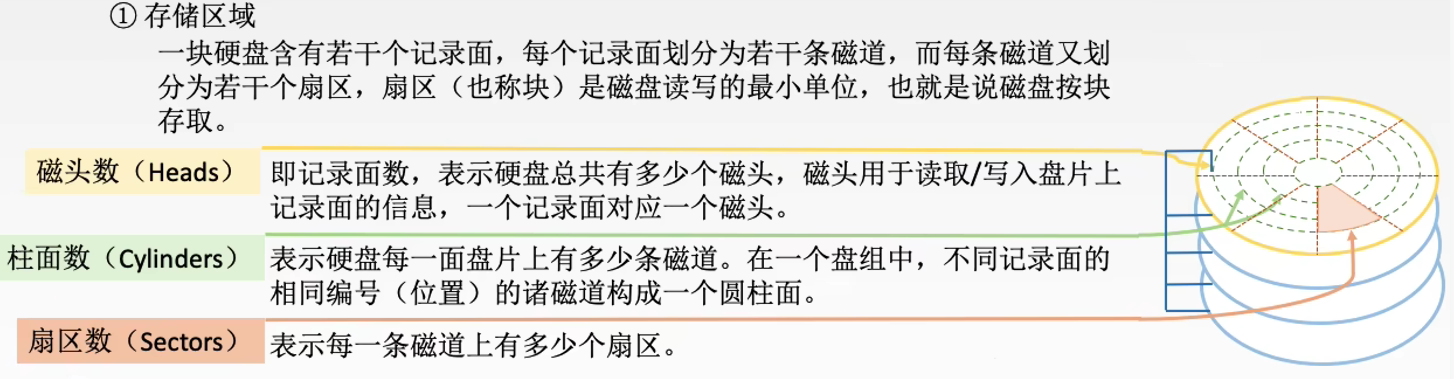 ① 存储区域
一块硬盘含有若干个记录面，每个记录面划分为若干条磁道，而每条磁道又划
分为若干个扇区，扇区（也称块）是磁盘读写的最小单位，也就是说磁盘按块
存取。
磁头数（Heads）
即记录面数，表示硬盘总共有多少个磁头，磁头用于读取/写入盘片上
记录面的信息，一个记录面对应一个磁头。
柱面数（Cylinders）
表示硬盘每一面盘片上有多少条磁道。在一个盘组中，不同记录面的
相同编号（位置）的诸磁道构成一个圆柱面。
扇区数（Sectors）
表示每一条磁道上有多少个扇区。